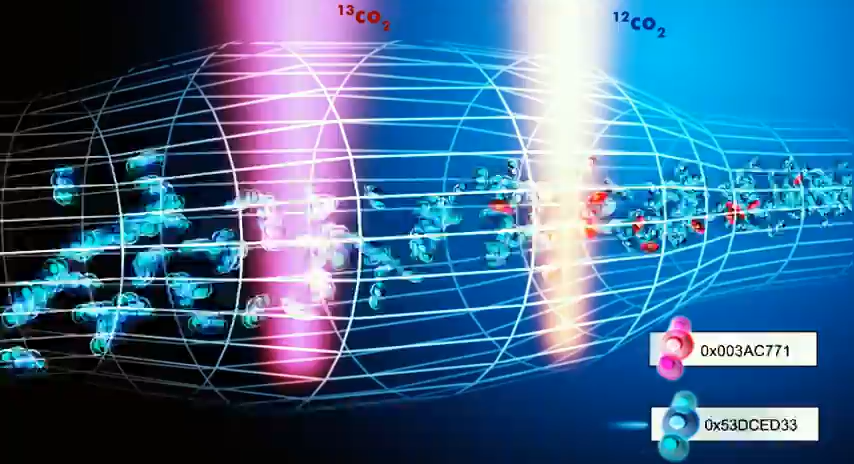 ¹³CO₂
¹²CO₂
0x003AC771
0x53DCED33